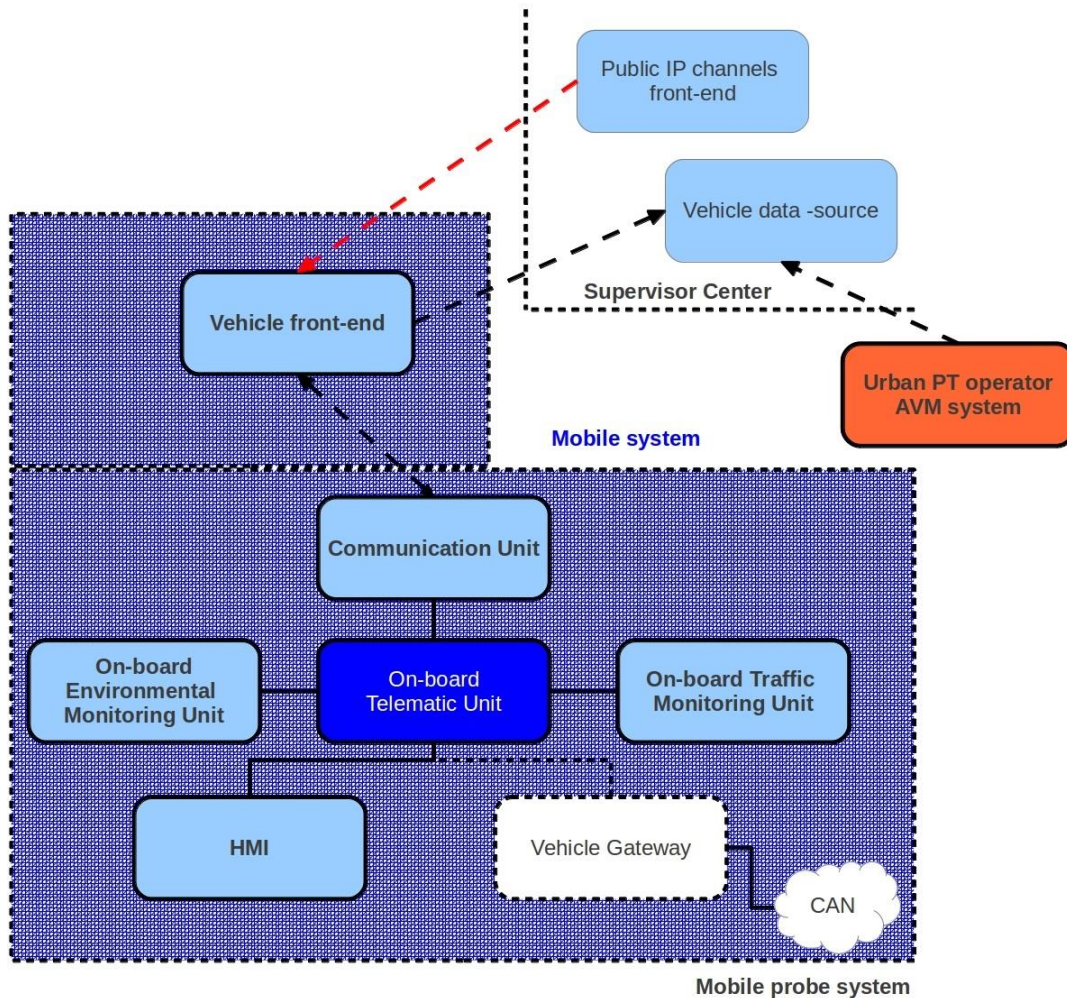 Public IP channels
front-end
Vehicle data -source
Supervisor Center
Vehicle front-end
Urban PT operator
AVM system
Mobile system
Communication Unit
On-board
Environmental
Monitoring Unit
On-board
Telematic Unit
On-board Traffic
Monitoring Unit
HMI
Vehicle Gateway
CAN
Mobile probe system